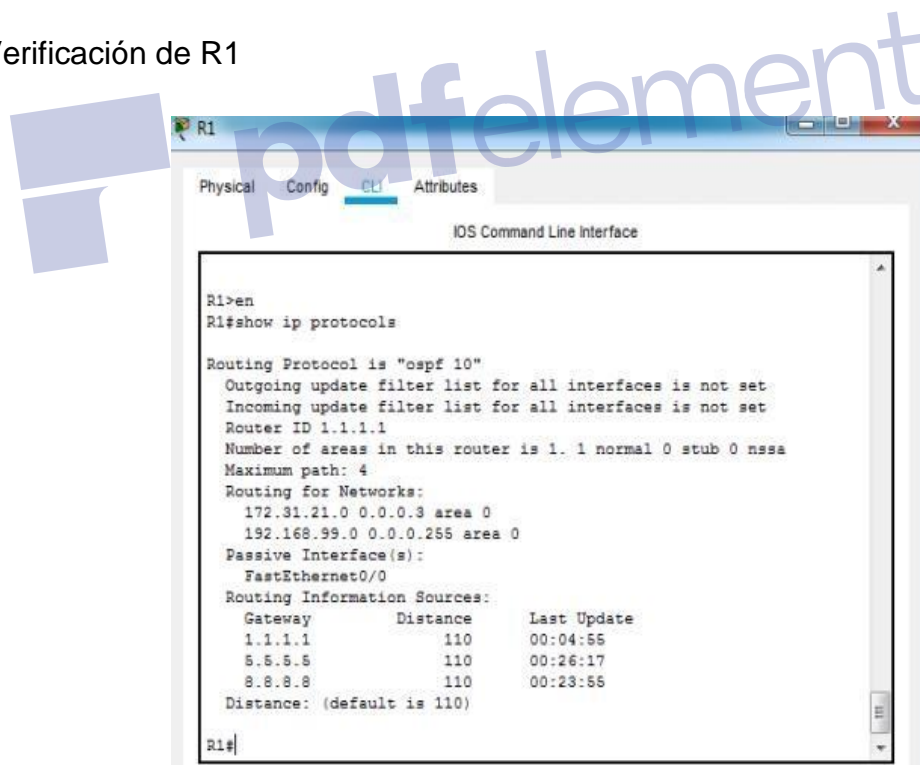 Verificación de R1
pdfelement
R1
Physical Config CLI Attributes
IOS Command Line Interface
R1>en
R1#show ip protocols
Routing Protocol is "ospf 10"
Outgoing update filter list for all interfaces is not set
Incoming update filter list for all interfaces is not set
Router ID 1.1.1.1
Number of areas in this router is 1. 1 normal 0 stub 0 nssa
Maximum path: 4
Routing for Networks:
172.31.21.0 0.0.0.3 area 0
192.168.99.0 0.0.0.255 area 0
Passive Interface(s):
FastEthernet0/0
Routing Information Sources:
Gateway Distance Last Update
1.1.1.1 110 00:04:55
5.5.5.5 110 00:26:17
8.8.8.8 110 00:23:55
Distance: (default is 110)
R1#